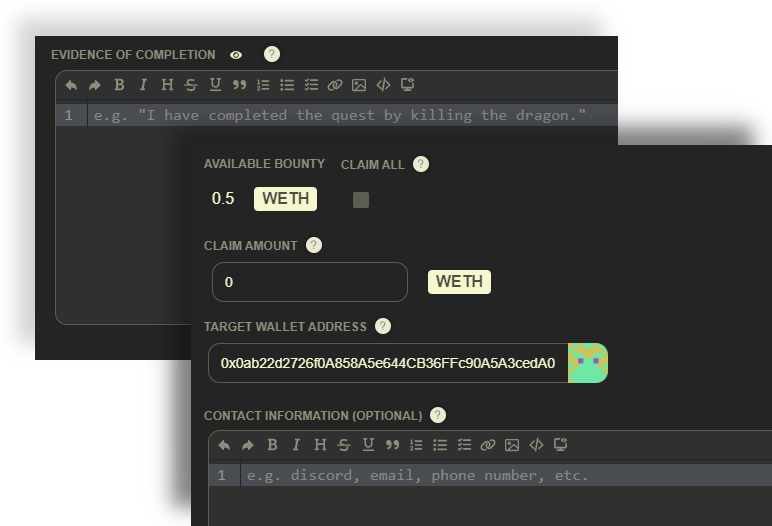 EVIDENCE OF COMPLETION ?
B I H S U
1 e.g. "I have completed the quest by killing the dragon."
AVAILABLE BOUNTY CLAIM ALL ?
0.5 WETH
CLAIM AMOUNT ?
0 WETH
TARGET WALLET ADDRESS ?
0x0ab22d2726f0A858A5e644CB36FFc90A5A3cedA0
CONTACT INFORMATION (OPTIONAL) ?
B I H S U
1 e.g. discord, email, phone number, etc.